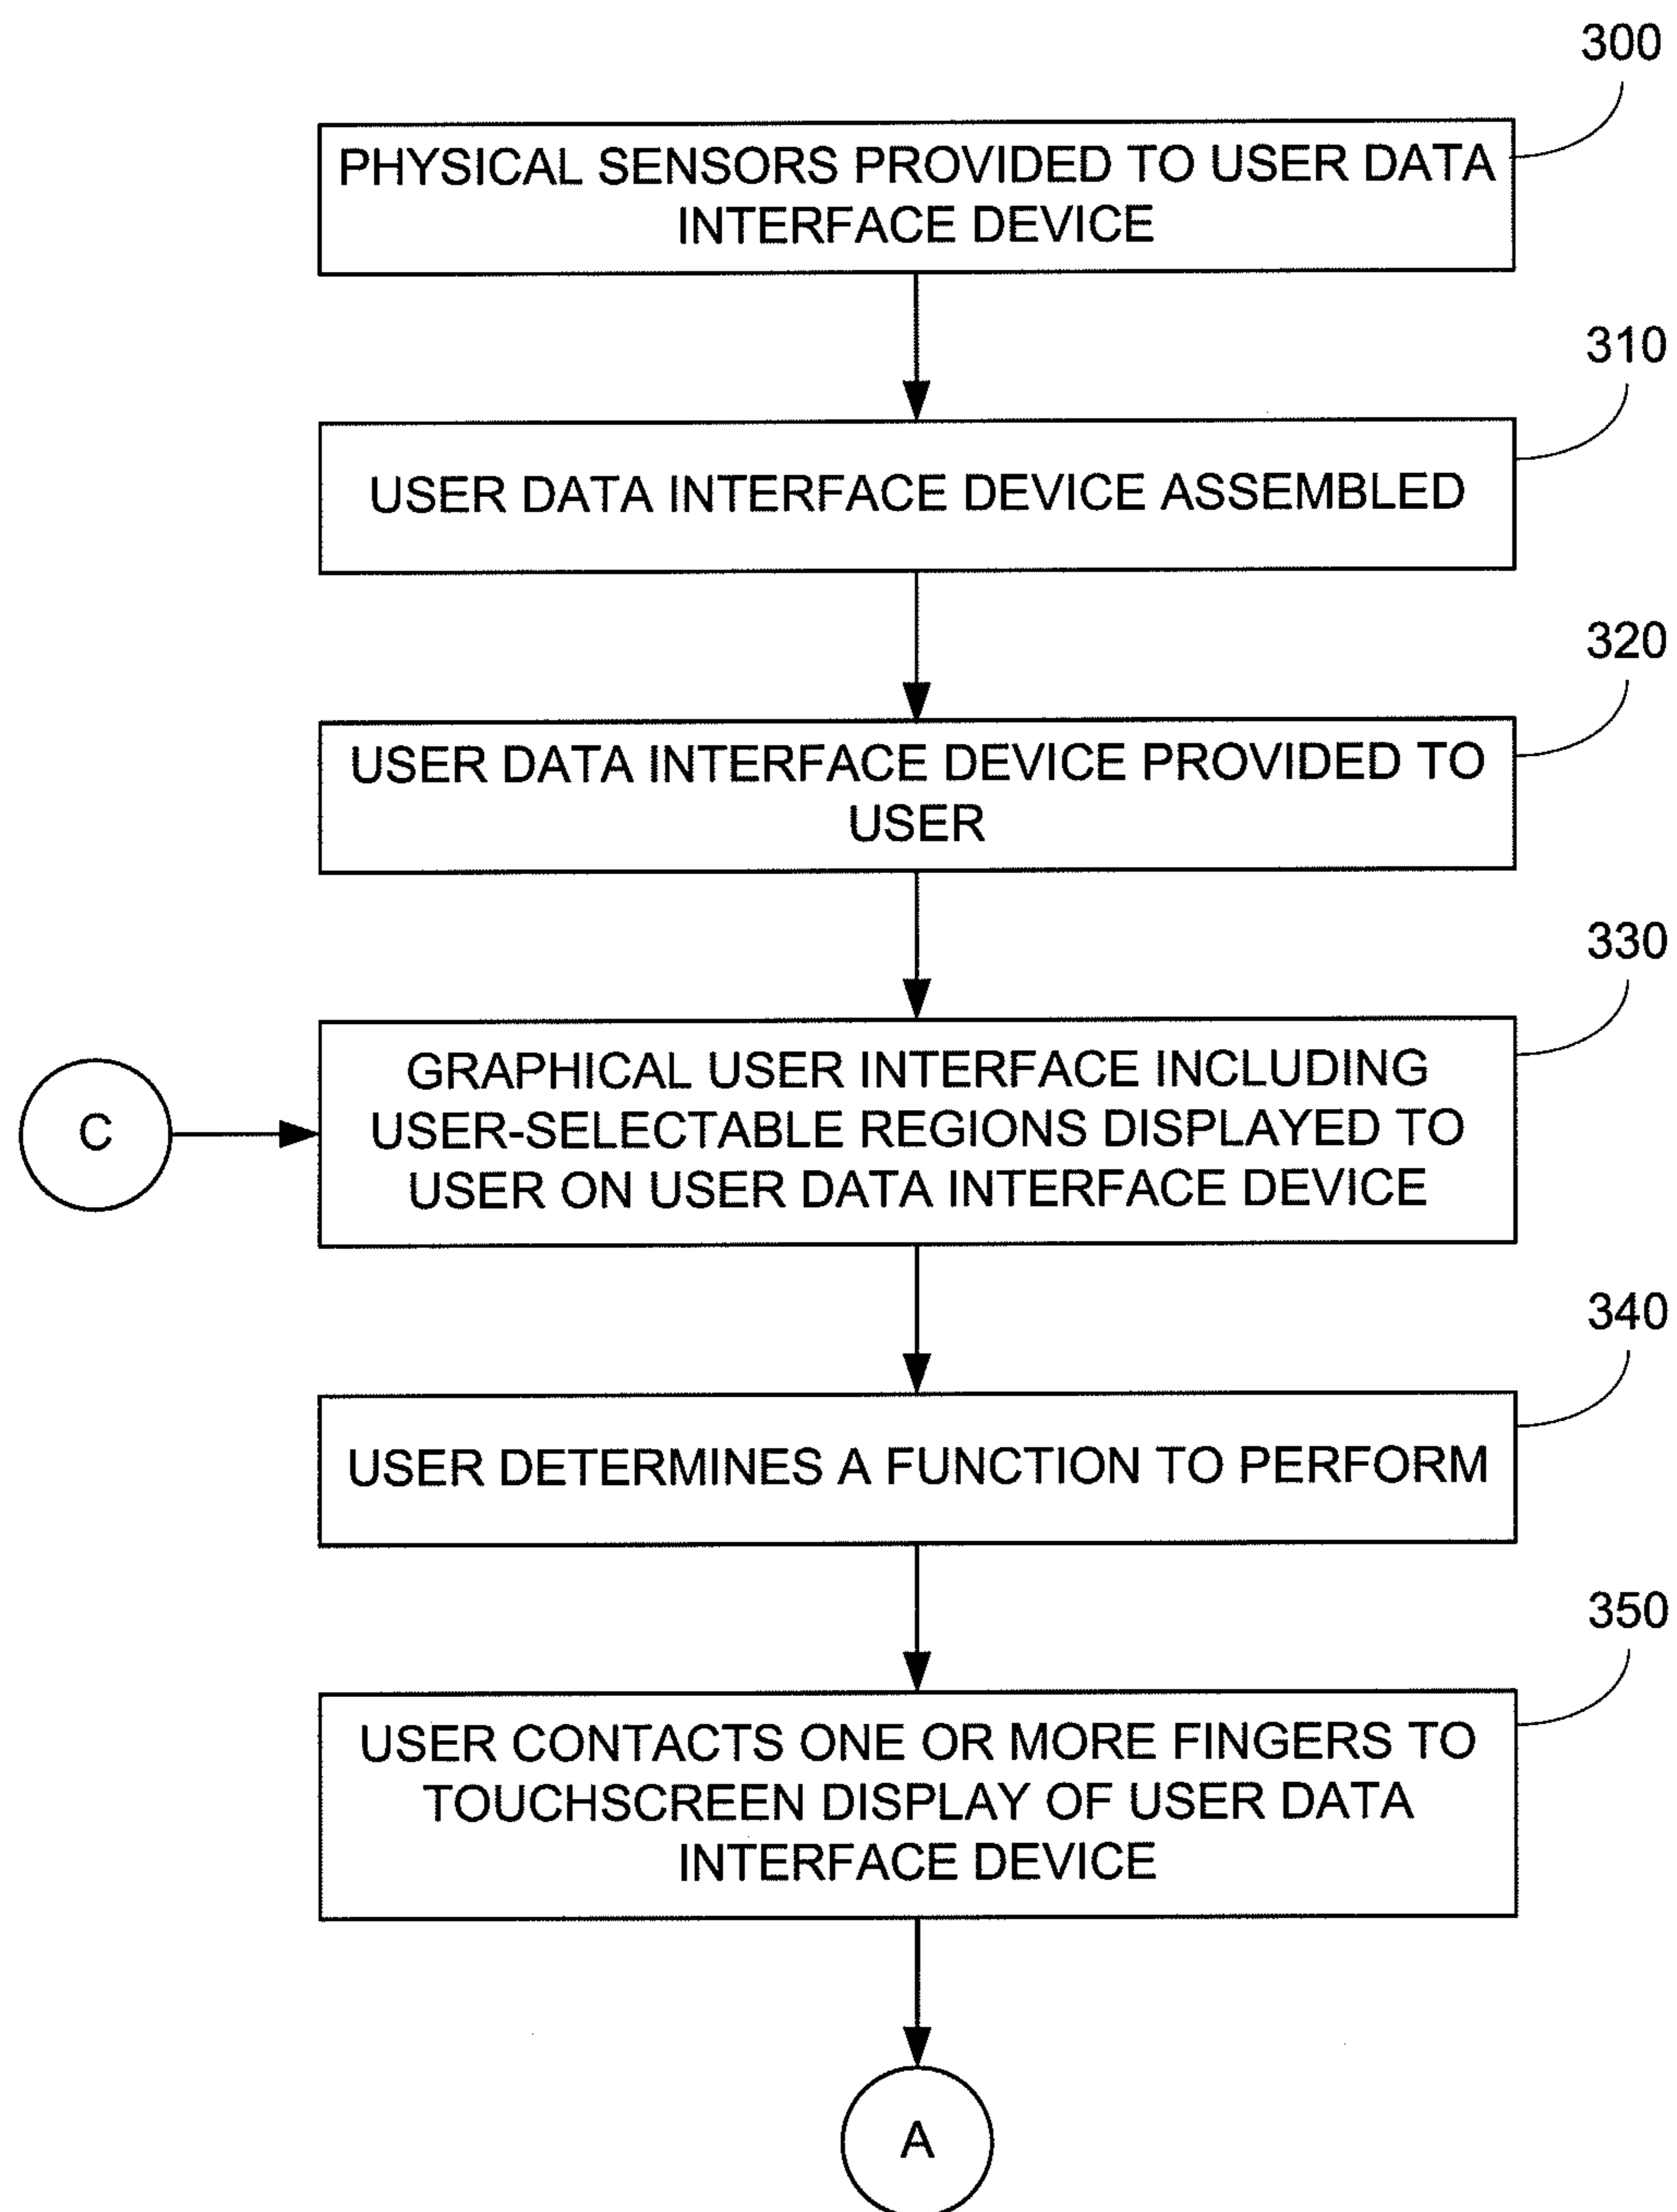 300
PHYSICAL SENSORS PROVIDED TO USER DATA
INTERFACE DEVICE
310
USER DATA INTERFACE DEVICE ASSEMBLED
320
USER DATA INTERFACE DEVICE PROVIDED TO
USER
330
GRAPHICAL USER INTERFACE INCLUDING
USER-SELECTABLE REGIONS DISPLAYED TO
USER ON USER DATA INTERFACE DEVICE
C
340
USER DETERMINES A FUNCTION TO PERFORM
350
USER CONTACTS ONE OR MORE FINGERS TO
TOUCHSCREEN DISPLAY OF USER DATA
INTERFACE DEVICE
A